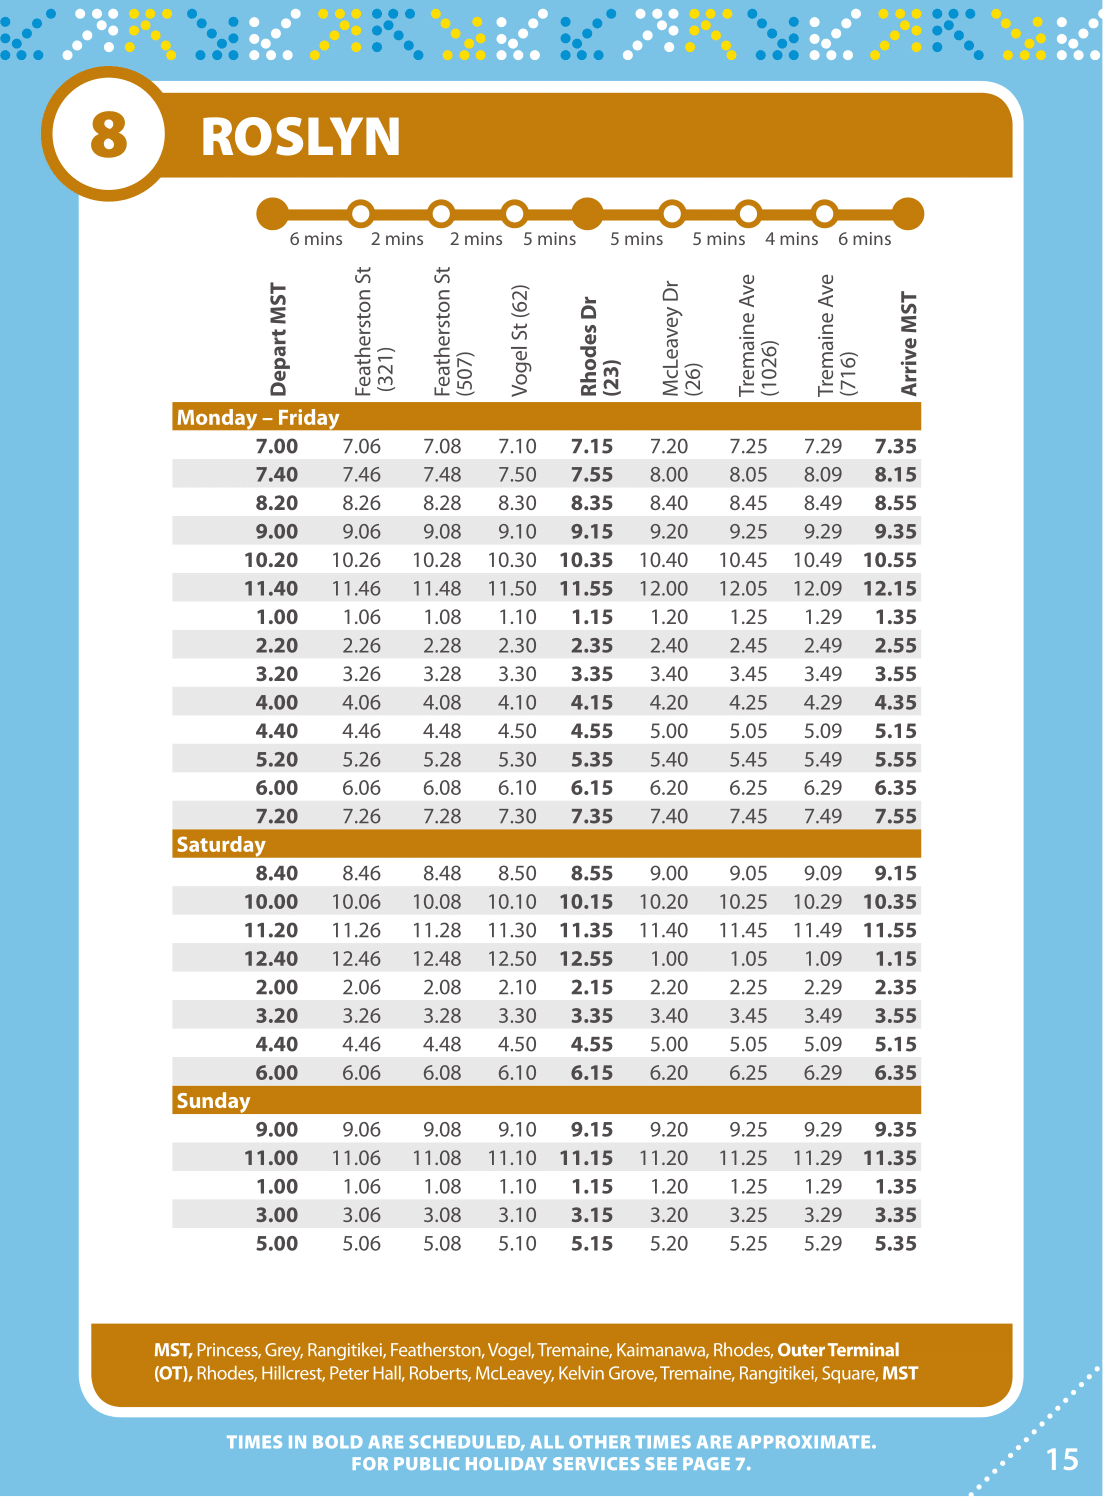 8 ROSLYN
6 mins 2 mins 2 mins 5 mins 5 mins 5 mins 4 mins 6 mins
Depart MST
Featherston St
(321)
Featherston St
(507)
Vogel St (62)
Rhodes Dr
(23)
McLeavey Dr
(26)
Tremaine Ave
(1026)
Tremaine Ave
(716)
Arrive MST
Monday – Friday
7.00 7.06 7.08 7.10 7.15 7.20 7.25 7.29 7.35
7.40 7.46 7.48 7.50 7.55 8.00 8.05 8.09 8.15
8.20 8.26 8.28 8.30 8.35 8.40 8.45 8.49 8.55
9.00 9.06 9.08 9.10 9.15 9.20 9.25 9.29 9.35
10.20 10.26 10.28 10.30 10.35 10.40 10.45 10.49 10.55
11.40 11.46 11.48 11.50 11.55 12.00 12.05 12.09 12.15
1.00 1.06 1.08 1.10 1.15 1.20 1.25 1.29 1.35
2.20 2.26 2.28 2.30 2.35 2.40 2.45 2.49 2.55
3.20 3.26 3.28 3.30 3.35 3.40 3.45 3.49 3.55
4.00 4.06 4.08 4.10 4.15 4.20 4.25 4.29 4.35
4.40 4.46 4.48 4.50 4.55 5.00 5.05 5.09 5.15
5.20 5.26 5.28 5.30 5.35 5.40 5.45 5.49 5.55
6.00 6.06 6.08 6.10 6.15 6.20 6.25 6.29 6.35
7.20 7.26 7.28 7.30 7.35 7.40 7.45 7.49 7.55
Saturday
8.40 8.46 8.48 8.50 8.55 9.00 9.05 9.09 9.15
10.00 10.06 10.08 10.10 10.15 10.20 10.25 10.29 10.35
11.20 11.26 11.28 11.30 11.35 11.40 11.45 11.49 11.55
12.40 12.46 12.48 12.50 12.55 1.00 1.05 1.09 1.15
2.00 2.06 2.08 2.10 2.15 2.20 2.25 2.29 2.35
3.20 3.26 3.28 3.30 3.35 3.40 3.45 3.49 3.55
4.40 4.46 4.48 4.50 4.55 5.00 5.05 5.09 5.15
6.00 6.06 6.08 6.10 6.15 6.20 6.25 6.29 6.35
Sunday
9.00 9.06 9.08 9.10 9.15 9.20 9.25 9.29 9.35
11.00 11.06 11.08 11.10 11.15 11.20 11.25 11.29 11.35
1.00 1.06 1.08 1.10 1.15 1.20 1.25 1.29 1.35
3.00 3.06 3.08 3.10 3.15 3.20 3.25 3.29 3.35
5.00 5.06 5.08 5.10 5.15 5.20 5.25 5.29 5.35
MST, Princess, Grey, Rangitikei, Featherston, Vogel, Tremaine, Kaimanawa, Rhodes, Outer Terminal
(OT), Rhodes, Hillcrest, Peter Hall, Roberts, McLeavey, Kelvin Grove, Tremaine, Rangitikei, Square, MST
TIMES IN BOLD ARE SCHEDULED, ALL OTHER TIMES ARE APPROXIMATE.
FOR PUBLIC HOLIDAY SERVICES SEE PAGE 7.
15